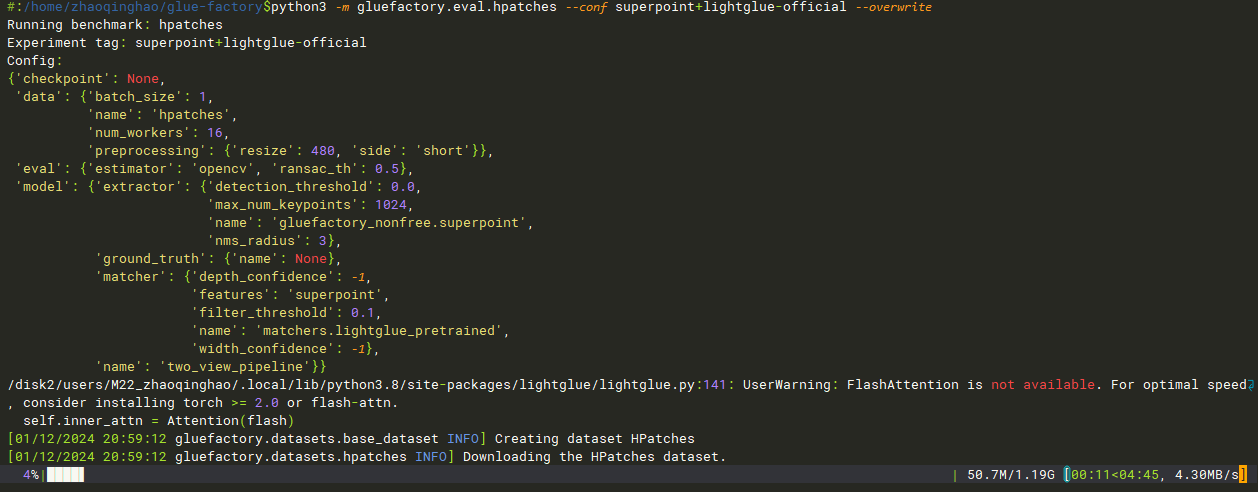 #:/home/zhaoqinghao/glue-factory$python3 -m gluefactory.eval.hpatches --conf superpoint+lightglue-official --overwrite
Running benchmark: hpatches
Experiment tag: superpoint+lightglue-official
Config:
{'checkpoint': None,
 'data': {'batch_size': 1,
          'name': 'hpatches',
          'num_workers': 16,
          'preprocessing': {'resize': 480, 'side': 'short'}},
 'eval': {'estimator': 'opencv', 'ransac_th': 0.5},
 'model': {'extractor': {'detection_threshold': 0.0,
                         'max_num_keypoints': 1024,
                         'name': 'gluefactory_nonfree.superpoint',
                         'nms_radius': 3},
           'ground_truth': {'name': None},
           'matcher': {'depth_confidence': -1,
                       'features': 'superpoint',
                       'filter_threshold': 0.1,
                       'name': 'matchers.lightglue_pretrained',
                       'width_confidence': -1},
           'name': 'two_view_pipeline'}}
/disk2/users/M22_zhaoqinghao/.local/lib/python3.8/site-packages/lightglue/lightglue.py:141: UserWarning: FlashAttention is not available. For optimal speed
, consider installing torch >= 2.0 or flash-attn.
  self.inner_attn = Attention(flash)
[01/12/2024 20:59:12 gluefactory.datasets.base_dataset INFO] Creating dataset HPatches
[01/12/2024 20:59:12 gluefactory.datasets.hpatches INFO] Downloading the HPatches dataset.
  4%| | 50.7M/1.19G [00:11<04:45, 4.30MB/s]